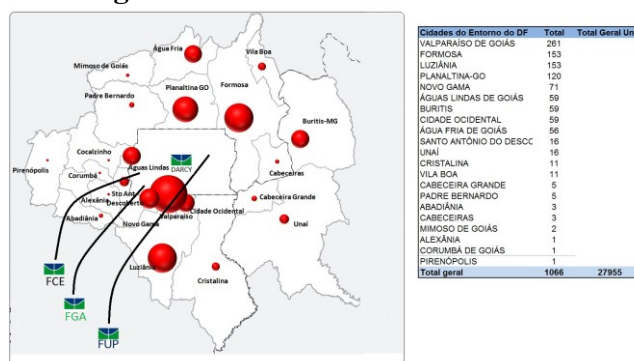 Água Fria
Vila Boa
Mimoso de Goiás
Planaltina GO
Formosa
Padre Bernardo
Buritis-MG
Cocalzinho
DARCY
Pirenópolis
Águas Lindas
Cabeceiras
Corumbá
Alexânia
Sto Ant.
Descoberto
Cabeceira Grande
Cidade Ocidental
Abadiânia
Novo Gama
Valparaíso
Unaí
Luziânia
Cristalina
FCE
FGA
FUP
Cidades do Entorno do DF Total Total Geral Un
VALPARAÍSO DE GOIÁS 261
FORMOSA 153
LUZIÂNIA 153
PLANALTINA-GO 120
NOVO GAMA 71
ÁGUAS LINDAS DE GOIÁS 59
BURITIS 59
CIDADE OCIDENTAL 59
ÁGUA FRIA DE GOIÁS 56
SANTO ANTÔNIO DO DESCC 16
UNAÍ 16
CRISTALINA 11
VILA BOA 11
CABECEIRA GRANDE 5
PADRE BERNARDO 5
ABADIÂNIA 3
CABECEIRAS 3
MIMOSO DE GOIÁS 2
ALEXÂNIA 1
CORUMBÁ DE GOIÁS 1
PIRENÓPOLIS 1
Total geral 1066 27955